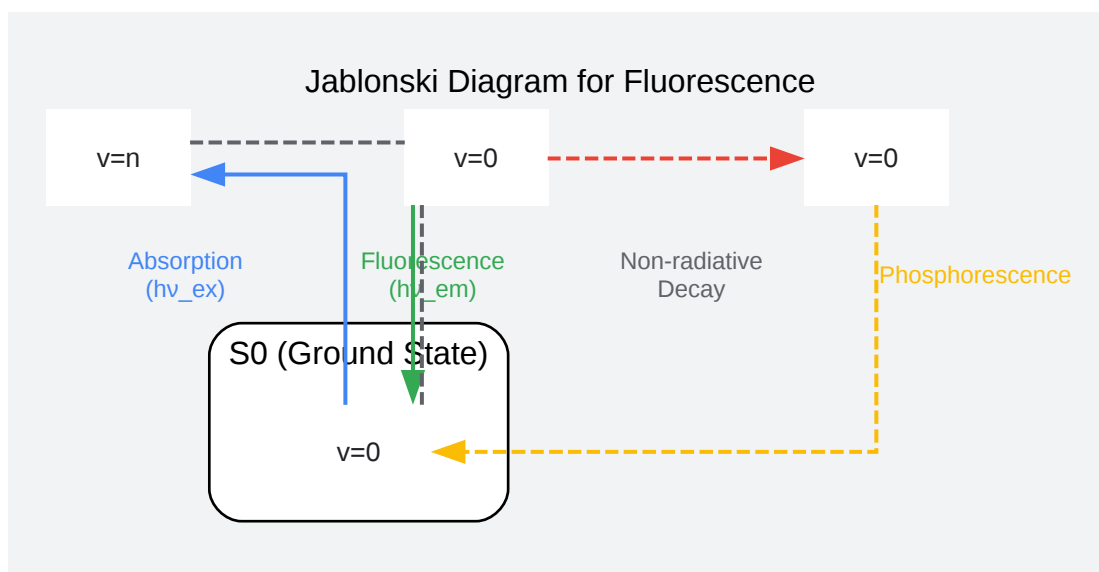 Jablonski Diagram for Fluorescence
v=n
v=0
v=0
Absorption
(hν_ex)
Fluorescence
(hν_em)
Non-radiative
Decay
Phosphorescence
S0 (Ground State)
v=0